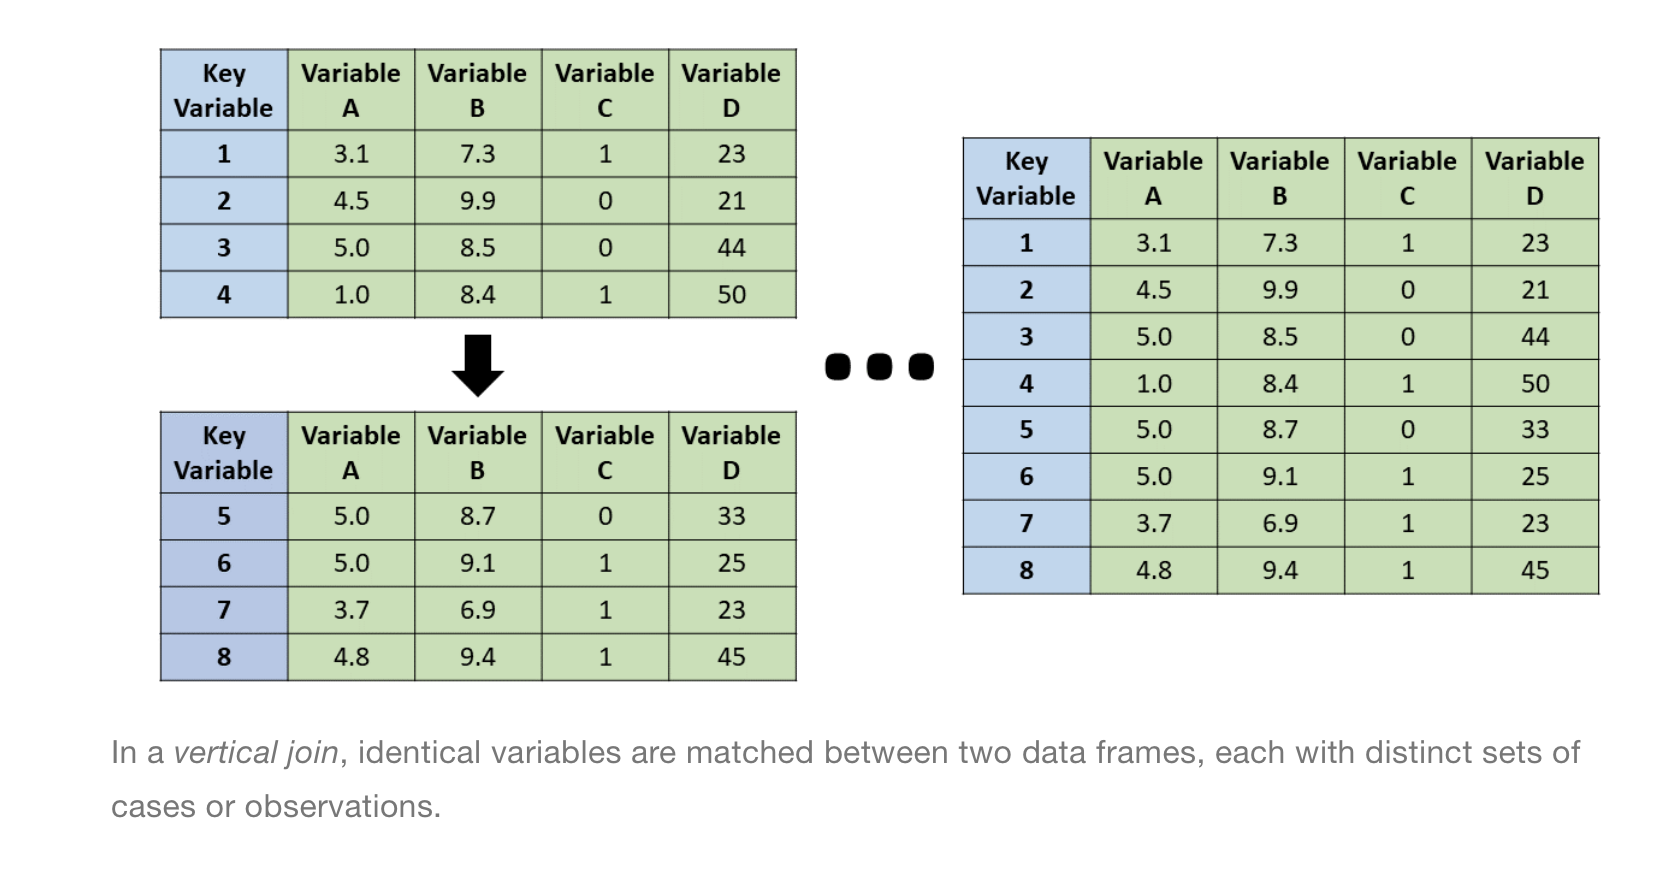 Key Variable Variable Variable Variable
Variable A B C D
1 3.1 7.3 1 23
2 4.5 9.9 0 21
3 5.0 8.5 0 44
4 1.0 8.4 1 50
Key Variable Variable Variable Variable
Variable A B C D
5 5.0 8.7 0 33
6 5.0 9.1 1 25
7 3.7 6.9 1 23
8 4.8 9.4 1 45
Key Variable Variable Variable Variable
Variable A B C D
1 3.1 7.3 1 23
2 4.5 9.9 0 21
3 5.0 8.5 0 44
4 1.0 8.4 1 50
5 5.0 8.7 0 33
6 5.0 9.1 1 25
7 3.7 6.9 1 23
8 4.8 9.4 1 45
In a vertical join, identical variables are matched between two data frames, each with distinct sets of
cases or observations.